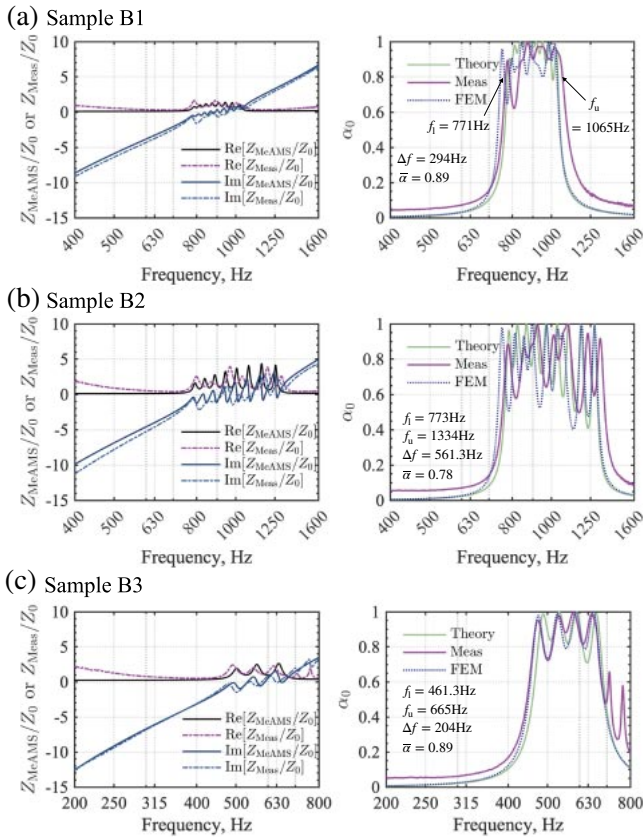 (a) Sample B1
Z_MeAMS/Z_0 or Z_Meas/Z_0
10
5
0
-5
-10
-15
Re[Z_MeAMS/Z_0]
Re[Z_Meas/Z_0]
Im[Z_MeAMS/Z_0]
Im[Z_Meas/Z_0]
400 500 630 800 1000 1250 1600
Frequency, Hz
α_0
1
0.8
0.6
0.4
0.2
0
Theory
Meas
FEM
f_l = 771Hz
f_u
= 1065Hz
Δf = 294Hz
α̅ = 0.89
400 500 630 800 1000 1250 1600
Frequency, Hz
(b) Sample B2
Z_MeAMS/Z_0 or Z_Meas/Z_0
10
5
0
-5
-10
-15
Re[Z_MeAMS/Z_0]
Re[Z_Meas/Z_0]
Im[Z_MeAMS/Z_0]
Im[Z_Meas/Z_0]
400 500 630 800 1000 1250 1600
Frequency, Hz
α_0
1
0.8
0.6
0.4
0.2
0
Theory
Meas
FEM
f_l = 773Hz
f_u = 1334Hz
Δf = 561.3Hz
α̅ = 0.78
400 500 630 800 1000 1250 1600
Frequency, Hz
(c) Sample B3
Z_MeAMS/Z_0 or Z_Meas/Z_0
10
5
0
-5
-10
-15
Re[Z_MeAMS/Z_0]
Re[Z_Meas/Z_0]
Im[Z_MeAMS/Z_0]
Im[Z_Meas/Z_0]
200 250 315 400 500 630 800
Frequency, Hz
α_0
1
0.8
0.6
0.4
0.2
0
Theory
Meas
FEM
f_l = 461.3Hz
f_u = 665Hz
Δf = 204Hz
α̅ = 0.89
200 250 315 400 500 630 800
Frequency, Hz